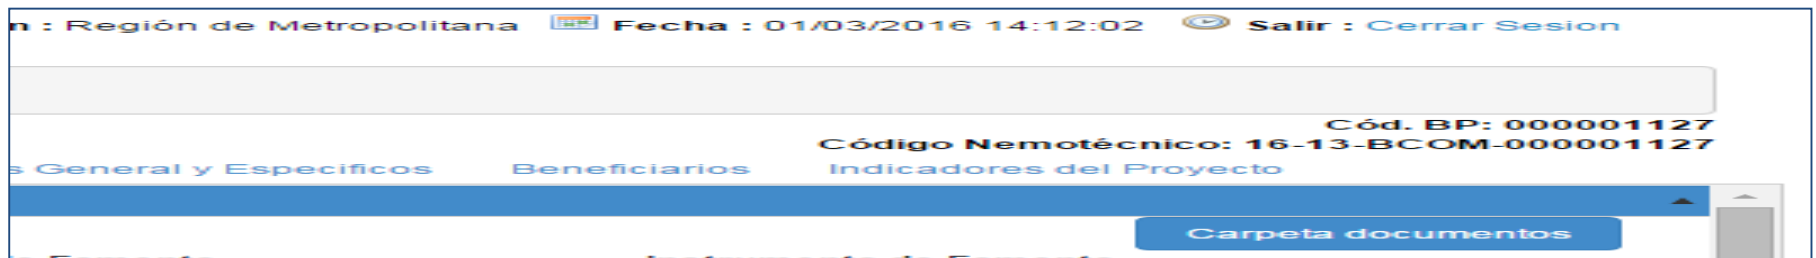 n : Región de Metropolitana Fecha : 01/03/2016 14:12:02 Salir : Cerrar Sesion
Cód. BP: 000001127
Código Nemotécnico: 16-13-BCOM-000001127
s General y Especificos Beneficiarios Indicadores del Proyecto
Carpeta documentos